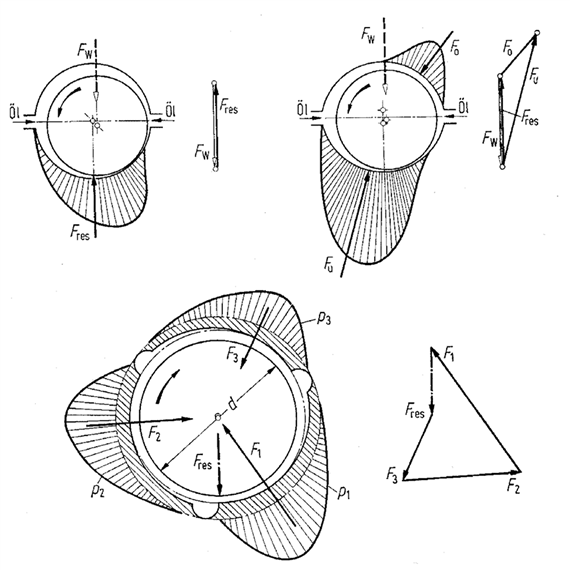 F_W
Öl
Öl
F_res
F_res
F_W
F_W
F_o
Öl
Öl
F_u
F_o
F_u
F_res
F_W
p_3
F_3
d
F_2
F_res
F_1
p_2
p_1
F_1
F_res
F_3
F_2